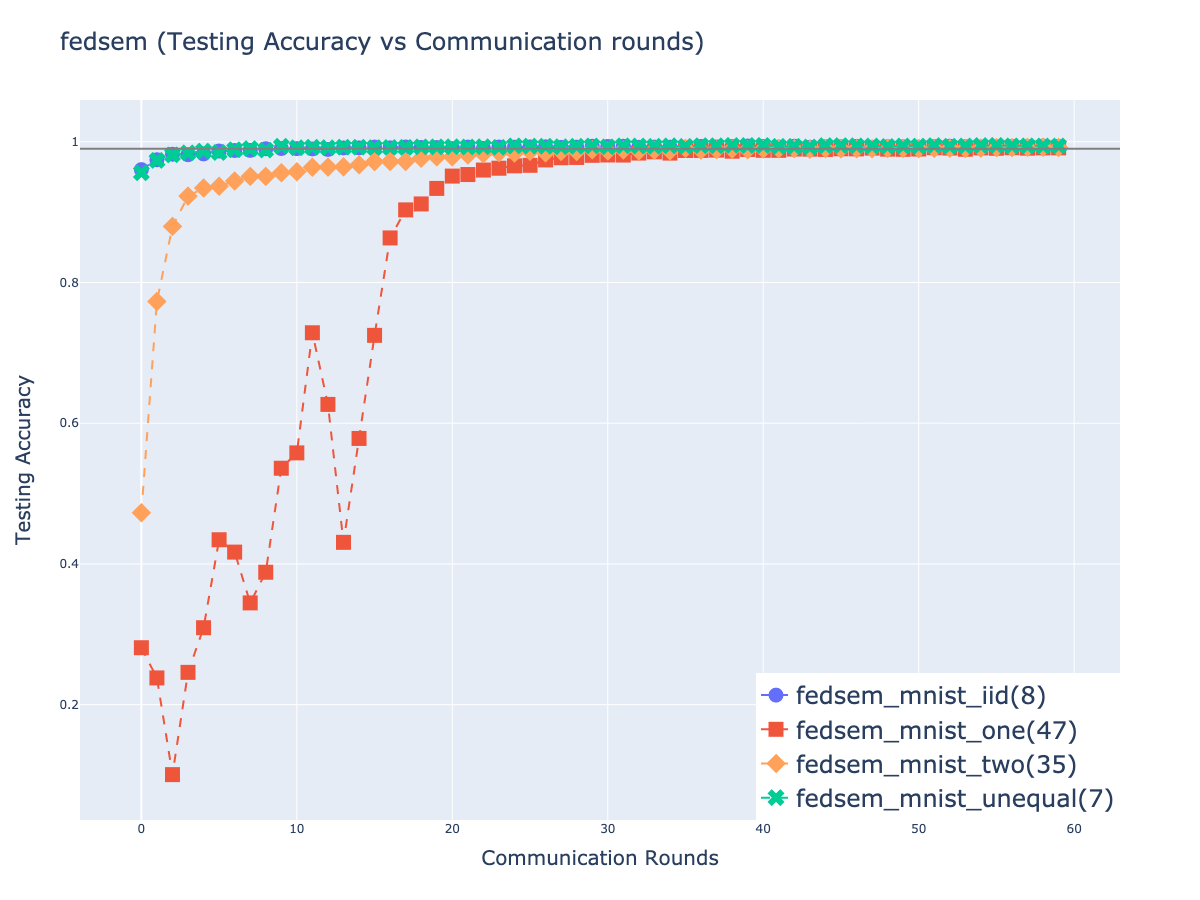 fedsem (Testing Accuracy vs Communication rounds)
1
0.8
0.6
0.4
0.2
Testing Accuracy
0 10 20 30 40 50 60
Communication Rounds
fedsem_mnist_iid(8)
fedsem_mnist_one(47)
fedsem_mnist_two(35)
fedsem_mnist_unequal(7)